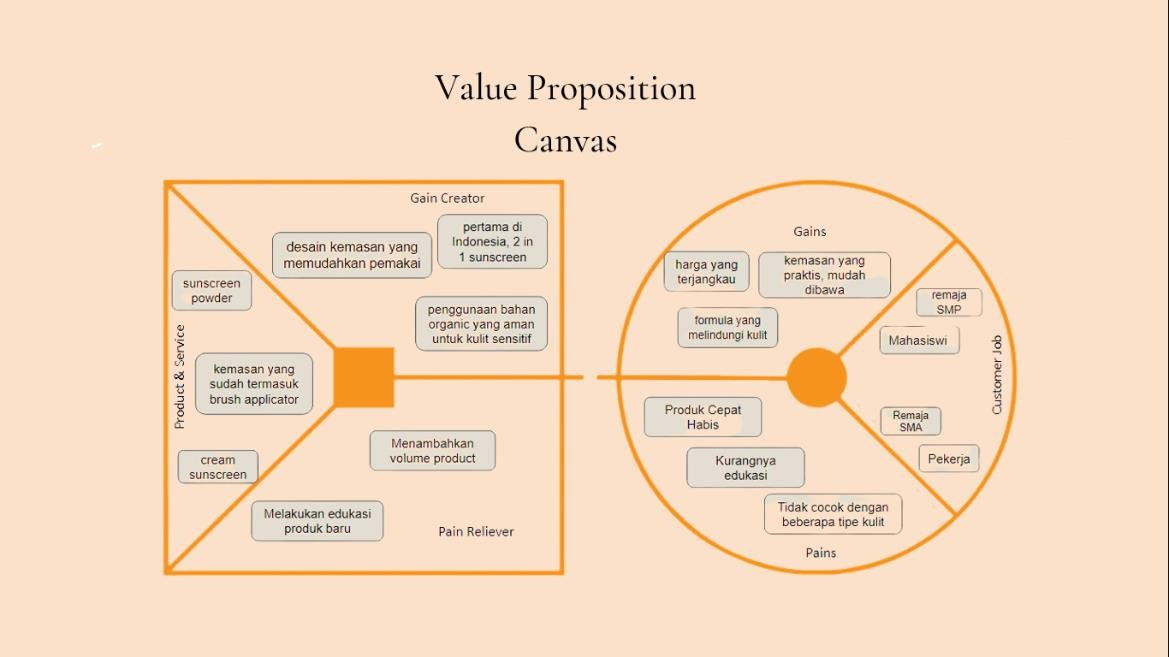 Value Proposition
Canvas
Gain Creator
desain kemasan yang
memudahkan pemakai
pertama di
Indonesia, 2 in
1 sunscreen
penggunaan bahan
organic yang aman
untuk kulit sensitif
Product & Service
sunscreen
powder
kemasan yang
sudah termasuk
brush applicator
cream
sunscreen
Menambahkan
volume product
Melakukan edukasi
produk baru
Pain Reliever
Gains
harga yang
terjangkau
kemasan yang
praktis, mudah
dibawa
formula yang
melindungi kulit
Customer Job
remaja
SMP
Mahasiswi
Remaja
SMA
Pekerja
Produk Cepat
Habis
Kurangnya
edukasi
Tidak cocok dengan
beberapa tipe kulit
Pains